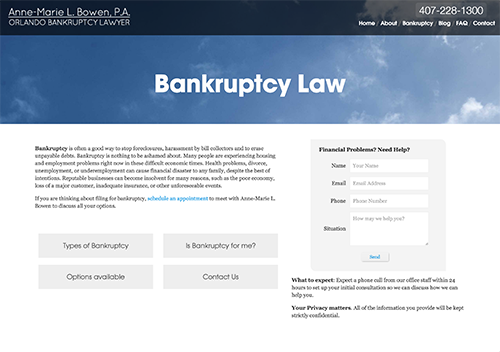 Anne-Marie L. Bowen, P.A.
ORLANDO BANKRUPTCY LAWYER
407-228-1300
Home / About / Bankruptcy / Blog / FAQ / Contact
Bankruptcy Law
Bankruptcy is often a good way to stop foreclosures, harassment by bill collectors and to erase
unpayable debts. Bankruptcy is nothing to be ashamed about. Many people are experiencing housing
and employment problems right now in these difficult economic times. Health problems, divorce,
unemployment, or underemployment can cause financial disaster to any family, despite the best of
intentions. Reputable businesses can become insolvent for many reasons, such as the poor economy,
loss of a major customer, inadequate insurance, or other unforeseeable events.
If you are thinking about filing for bankruptcy, schedule an appointment to meet with Anne-Marie L.
Bowen to discuss all your options.
Types of Bankruptcy
Is Bankruptcy for me?
Options available
Contact Us
Financial Problems? Need Help?
Name Your Name
Email Email Address
Phone Phone Number
Situation How may we help you?
Send
What to expect: Expect a phone call from our office staff within 24
hours to set up your initial consultation so we can discuss how we can
help you.
Your Privacy matters. All of the information you provide will be kept
strictly confidential.